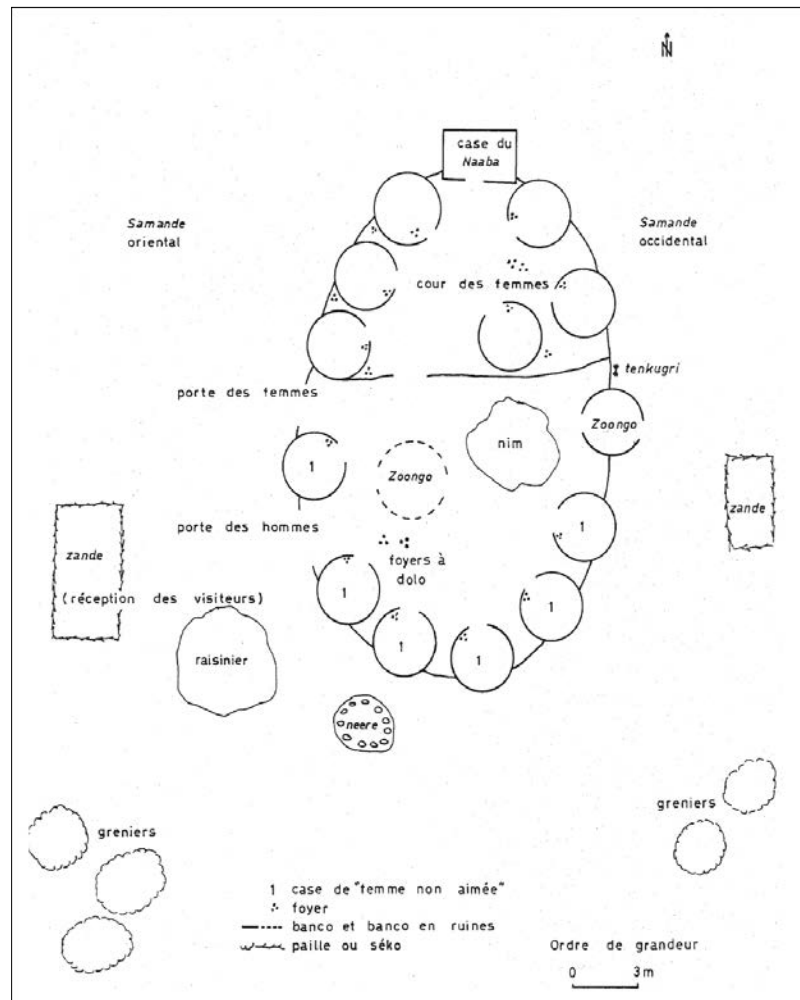 N
case du
Naaba
Samande
oriental
Samande
occidental
cour des femmes
tenkugri
porte des femmes
Zoongo
nim
1
Zoongo
1
zande
porte des hommes
zande
foyers à
dolo
(réception des visiteurs)
1
1
1
1
raisinier
neere
greniers
greniers
1 case de "femme non aimée"
foyer
banco et banco en ruines
paille ou séko
Ordre de grandeur
0 3m